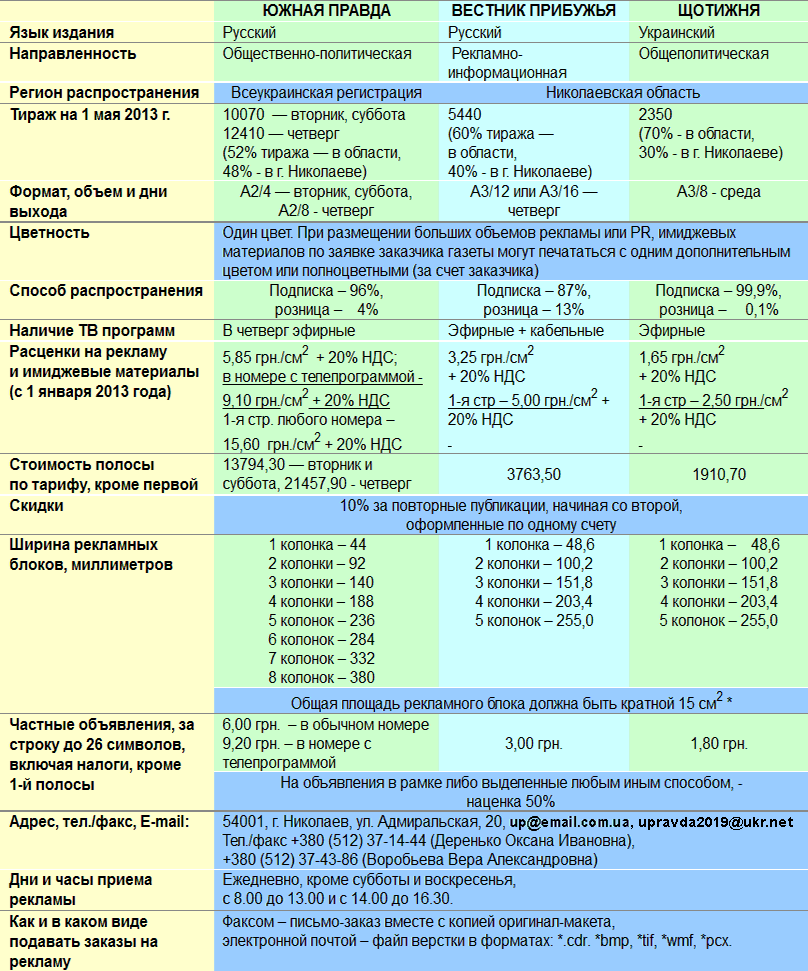 ЮЖНАЯ ПРАВДА ВЕСТНИК ПРИБУЖЬЯ ЩОТИЖНЯ
Язык издания Русский Русский Украинский
Направленность Общественно-политическая Рекламно-информационная Общеполитическая
Регион распространения Всеукраинская регистрация Николаевская область
Тираж на 1 мая 2013 г.
10070 — вторник, суббота
12410 — четверг
(52% тиража — в области,
48% - в г. Николаеве)
5440
(60% тиража —
в области,
40% - в г. Николаеве)
2350
(70% - в области,
30% - в г. Николаеве)
Формат, объем и дни
выхода
А2/4 — вторник, суббота,
А2/8 - четверг
А3/12 или А3/16 —
четверг
А3/8 - среда
Цветность
Один цвет. При размещении больших объемов рекламы или PR, имиджевых
материалов по заявке заказчика газеты могут печататься с одним дополнительным
цветом или полноцветными (за счет заказчика)
Способ распространения
Подписка – 96%,
розница – 4%
Подписка – 87%,
розница – 13%
Подписка – 99,9%,
розница – 0,1%
Наличие ТВ программ В четверг эфирные Эфирные + кабельные Эфирные
Расценки на рекламу
и имиджевые материалы
(с 1 января 2013 года)
5,85 грн./см2 + 20% НДС;
в номере с телепрограммой -
9,10 грн./см2 + 20% НДС
1-я стр. любого номера –
15,60 грн./см2 + 20% НДС
3,25 грн./см2
+ 20% НДС
1-я стр – 5,00 грн./см2 +
20% НДС
-
1,65 грн./см2
+ 20% НДС
1-я стр – 2,50 грн./см2
+ 20% НДС
-
Стоимость полосы
по тарифу, кроме первой
13794,30 — вторник и
суббота, 21457,90 - четверг
3763,50
1910,70
Скидки
10% за повторные публикации, начиная со второй,
оформленные по одному счету
Ширина рекламных
блоков, миллиметров
1 колонка – 44
2 колонки – 92
3 колонки – 140
4 колонки – 188
5 колонок – 236
6 колонок – 284
7 колонок – 332
8 колонок – 380
1 колонка – 48,6
2 колонки – 100,2
3 колонки – 151,8
4 колонки – 203,4
5 колонок – 255,0
1 колонка – 48,6
2 колонки – 100,2
3 колонки – 151,8
4 колонки – 203,4
5 колонок – 255,0
Общая площадь рекламного блока должна быть кратной 15 см2 *
Частные объявления, за
строку до 26 символов,
включая налоги, кроме
1-й полосы
6,00 грн. – в обычном номере
9,20 грн. – в номере с
телепрограммой
3,00 грн.
1,80 грн.
На объявления в рамке либо выделенные любым иным способом, -
наценка 50%
Адрес, тел./факс, E-mail:
54001, г. Николаев, ул. Адмиральская, 20, up@email.com.ua, upravda2019@ukr.net
Тел./факс +380 (512) 37-14-44 (Деренько Оксана Ивановна),
+380 (512) 37-43-86 (Воробьева Вера Александровна)
Дни и часы приема
рекламы
Ежедневно, кроме субботы и воскресенья,
с 8.00 до 13.00 и с 14.00 до 16.30.
Как и в каком виде
подавать заказы на
рекламу
Факсом – письмо-заказ вместе с копией оригинал-макета,
электронной почтой – файл верстки в форматах: *.cdr. *bmp, *tif, *wmf, *pcx.